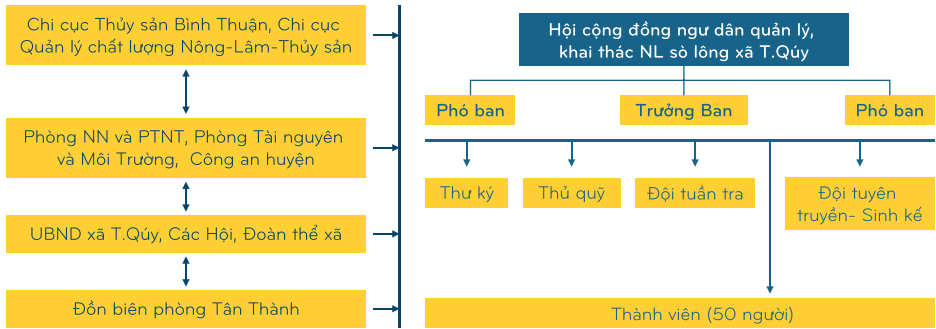 Chi cục Thủy sản Bình Thuận, Chi cục
Quản lý chất lượng Nông-Lâm-Thủy sản
Phòng NN và PTNT, Phòng Tài nguyên
và Môi Trường, Công an huyện
UBND xã T.Qúy, Các Hội, Đoàn thể xã
Đồn biên phòng Tân Thành
Hội cộng đồng ngư dân quản lý,
khai thác NL sò lông xã T.Qúy
Phó ban
Trưởng Ban
Phó ban
Thư ký
Thủ quỹ
Đội tuần tra
Đội tuyên
truyền- Sinh kế
Thành viên (50 người)